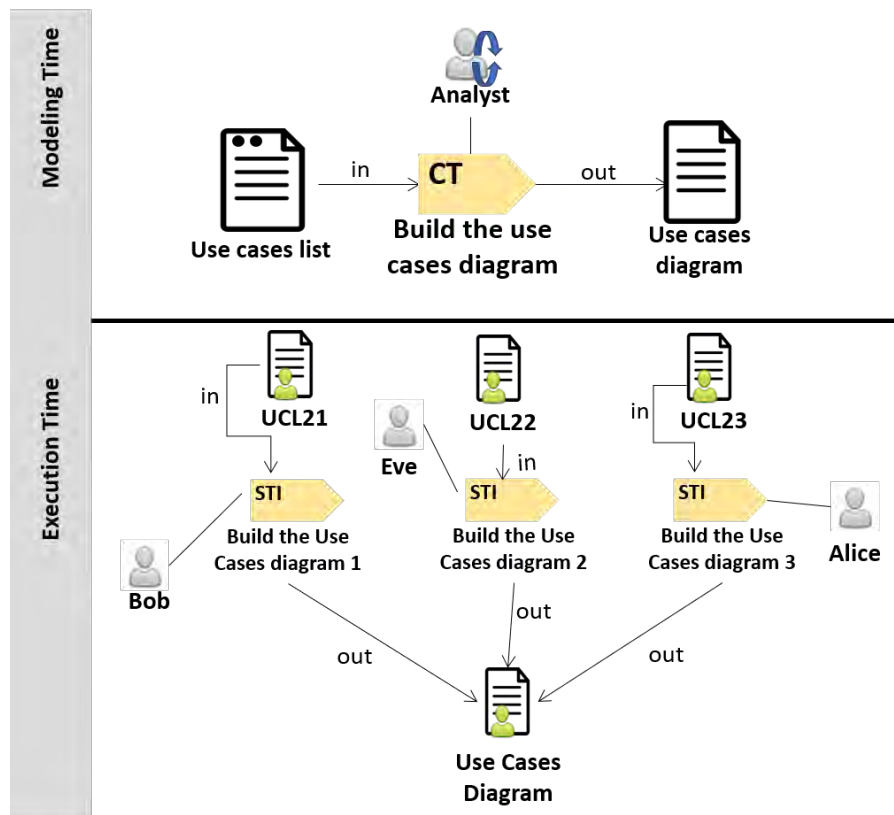 Modeling Time
Analyst
in
CT
out
Use cases list
Build the use
cases diagram
Use cases
diagram
Execution Time
in
UCL21
Eve
UCL22
in
in
UCL23
STI
Build the Use
Cases diagram 1
STI
Build the Use
Cases diagram 2
STI
Build the Use
Cases diagram 3
Bob
Alice
out
out
out
Use Cases
Diagram